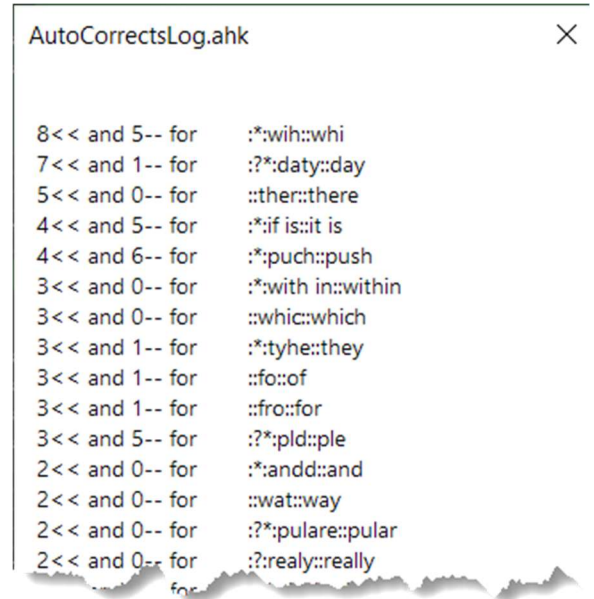 AutoCorrectsLog.ahk
8<< and 5-- for :*:wih::whi
7<< and 1-- for :?*:daty::day
5<< and 0-- for ::ther::there
4<< and 5-- for :*:if is::it is
4<< and 6-- for :*:puch::push
3<< and 0-- for :*:with in::within
3<< and 0-- for ::whic::which
3<< and 1-- for :*:tyhe::they
3<< and 1-- for ::fo::of
3<< and 1-- for ::fro::for
3<< and 5-- for :?*:pld::ple
2<< and 0-- for :*:andd::and
2<< and 0-- for ::wat::way
2<< and 0-- for :?*:pulare::pular
2<< and 0-- for :?:realy::really
for